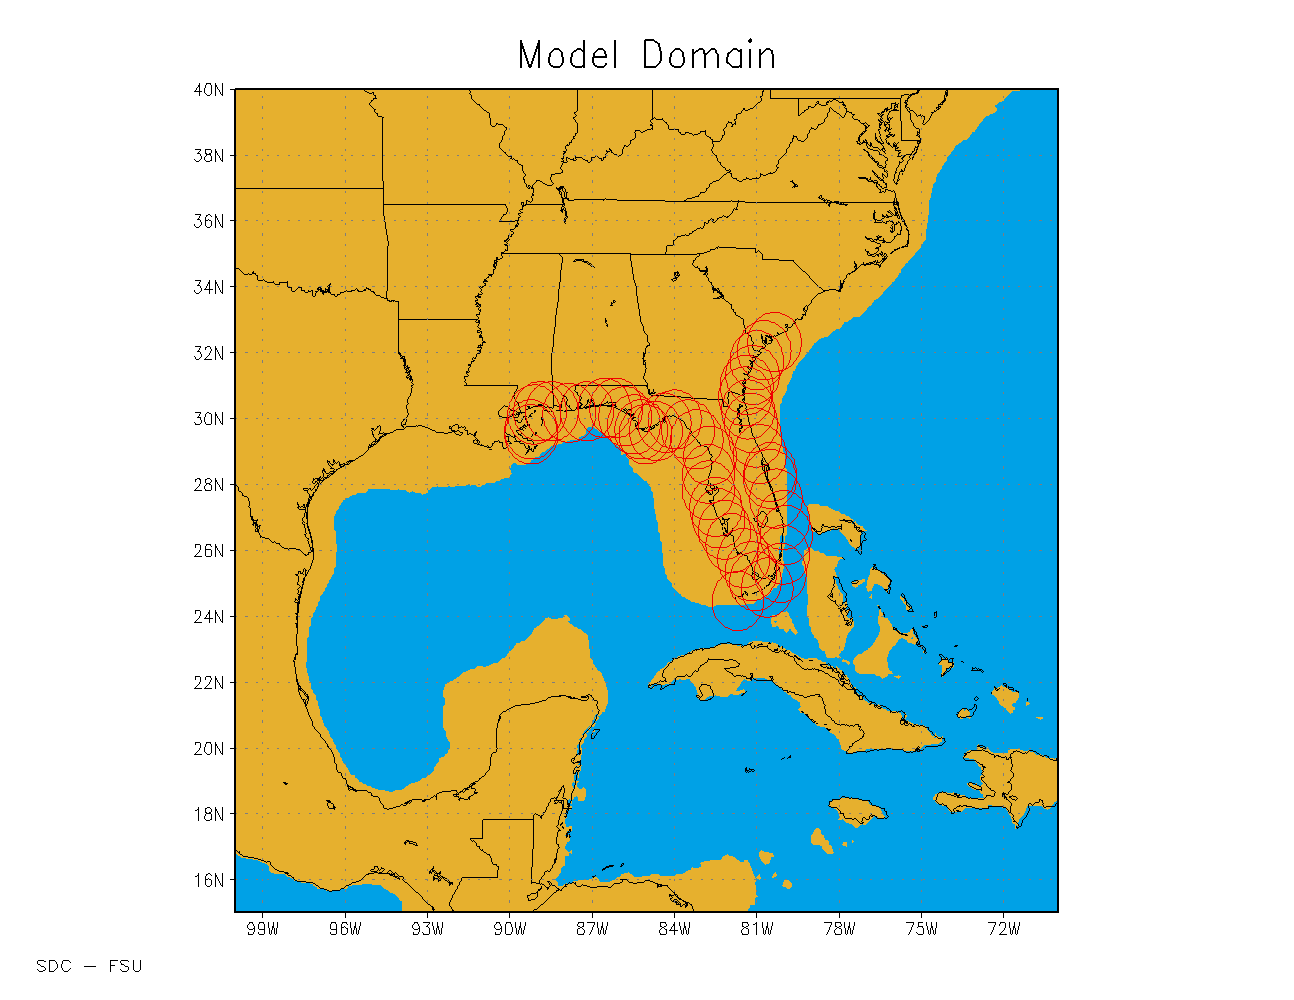 Model Domain
40N
38N
36N
34N
32N
30N
28N
26N
24N
22N
20N
18N
16N
99W 96W 93W 90W 87W 84W 81W 78W 75W 72W
SDC — FSU